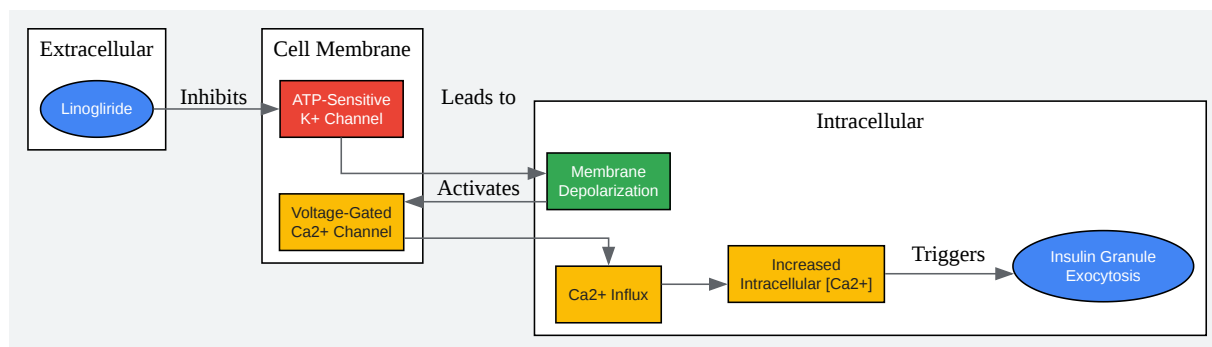 Extracellular
Linogliride
Inhibits
Cell Membrane
ATP-Sensitive
K+ Channel
Leads to
Intracellular
Membrane
Depolarization
Activates
Voltage-Gated
Ca2+ Channel
Ca2+ Influx
Increased
Intracellular [Ca2+]
Triggers
Insulin Granule
Exocytosis